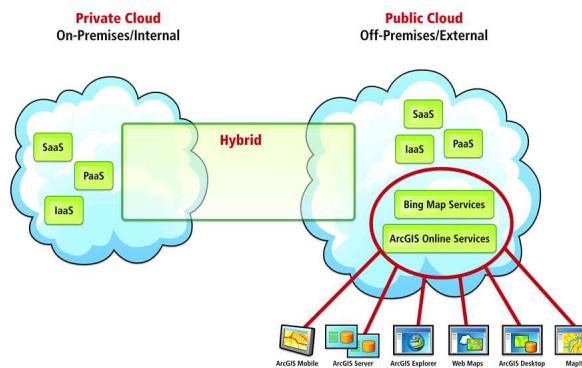 Private Cloud
On-Premises/Internal
Public Cloud
Off-Premises/External
Hybrid
SaaS
PaaS
IaaS
SaaS
IaaS
PaaS
Bing Map Services
ArcGIS Online Services
ArcGIS Mobile
ArcGIS Server
ArcGIS Explorer
Web Maps
ArcGIS Desktop